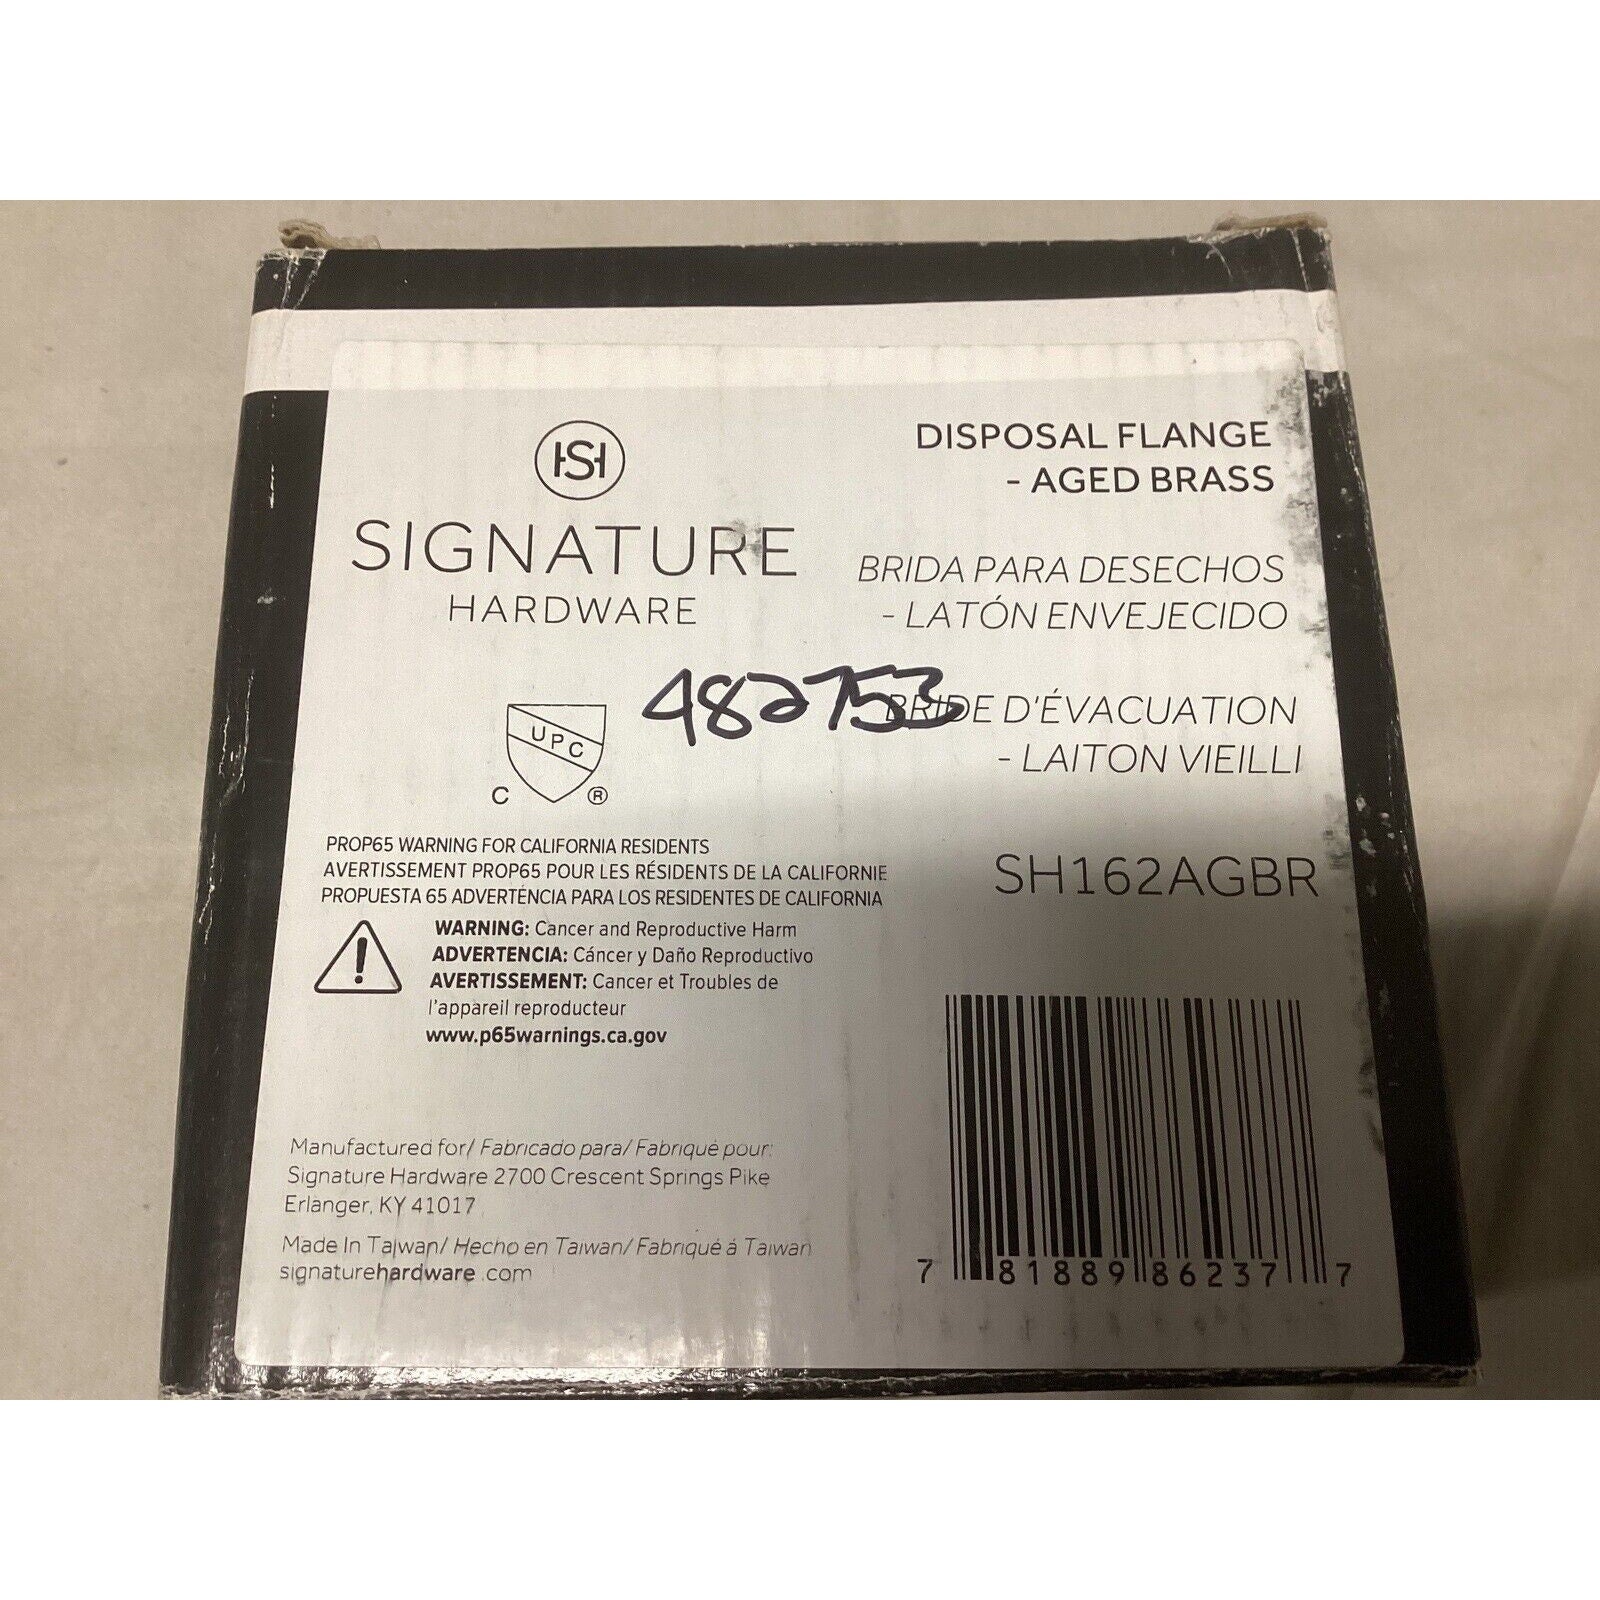 HS
SIGNATURE
HARDWARE
DISPOSAL FLANGE
- AGED BRASS
BRIDA PARA DESECHOS
- LATÓN ENVEJECIDO
482753
BRIDE D'ÉVACUATION
- LAITON VIEILLI
UPC
C ®
SH162AGBR
PROP65 WARNING FOR CALIFORNIA RESIDENTS
AVERTISSEMENT PROP65 POUR LES RÉSIDENTS DE LA CALIFORNIE
PROPUESTA 65 ADVERTÉNCIA PARA LOS RESIDENTES DE CALIFORNIA
WARNING: Cancer and Reproductive Harm
ADVERTENCIA: Cáncer y Daño Reproductivo
AVERTISSEMENT: Cancer et Troubles de
l'appareil reproducteur
www.p65warnings.ca.gov
Manufactured for/ Fabricado para/ Fabriqué pour:
Signature Hardware 2700 Crescent Springs Pike
Erlanger, KY 41017
Made In Taiwan/ Hecho en Taiwan/ Fabriqué á Taiwan
signaturehardware.com
7 81889 86237 7